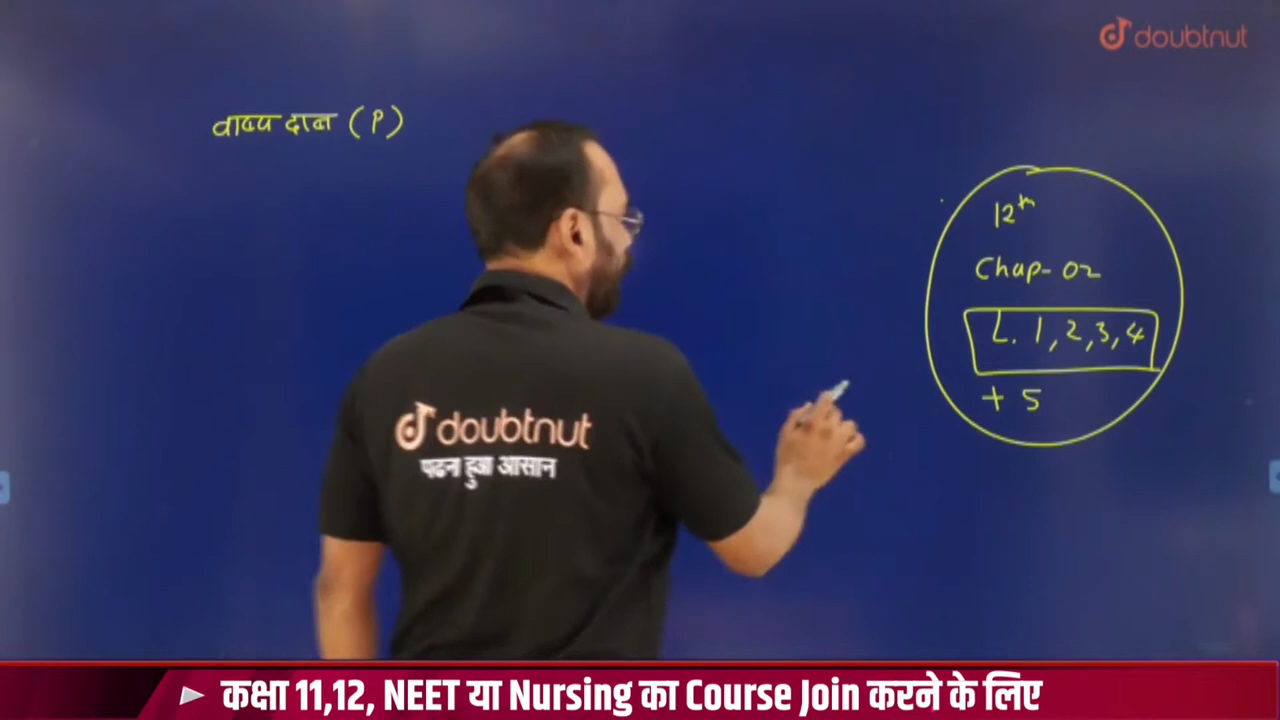 doubtnut
वाष्प दाब (P)
12th
Chap-02
L. 1, 2, 3, 4
+ 5
doubtnut
पढना हुआ आसान
कक्षा 11,12, NEET या Nursing का Course Join करने के लिए